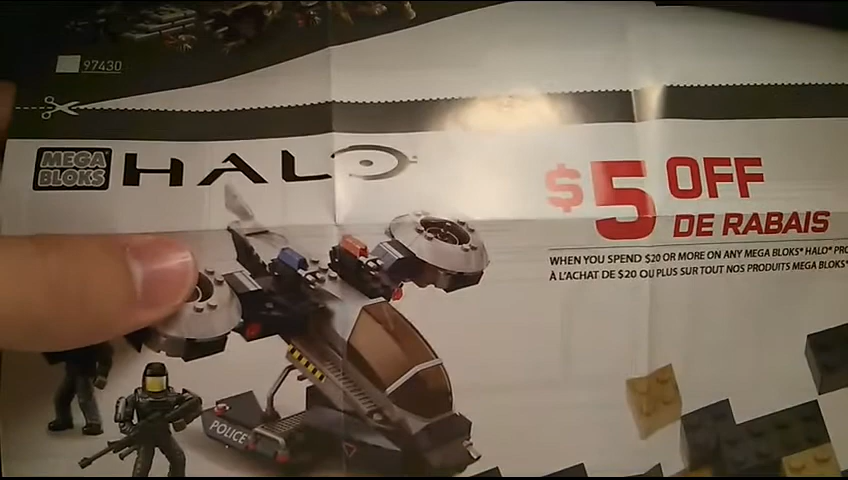 97430
MEGA
BLOKS
HALO
$5 OFF
DE RABAIS
WHEN YOU SPEND $20 OR MORE ON ANY MEGA BLOKS® HALO® PRO
À L'ACHAT DE $20 OU PLUS SUR TOUT NOS PRODUITS MEGA BLOKS®
POLICE